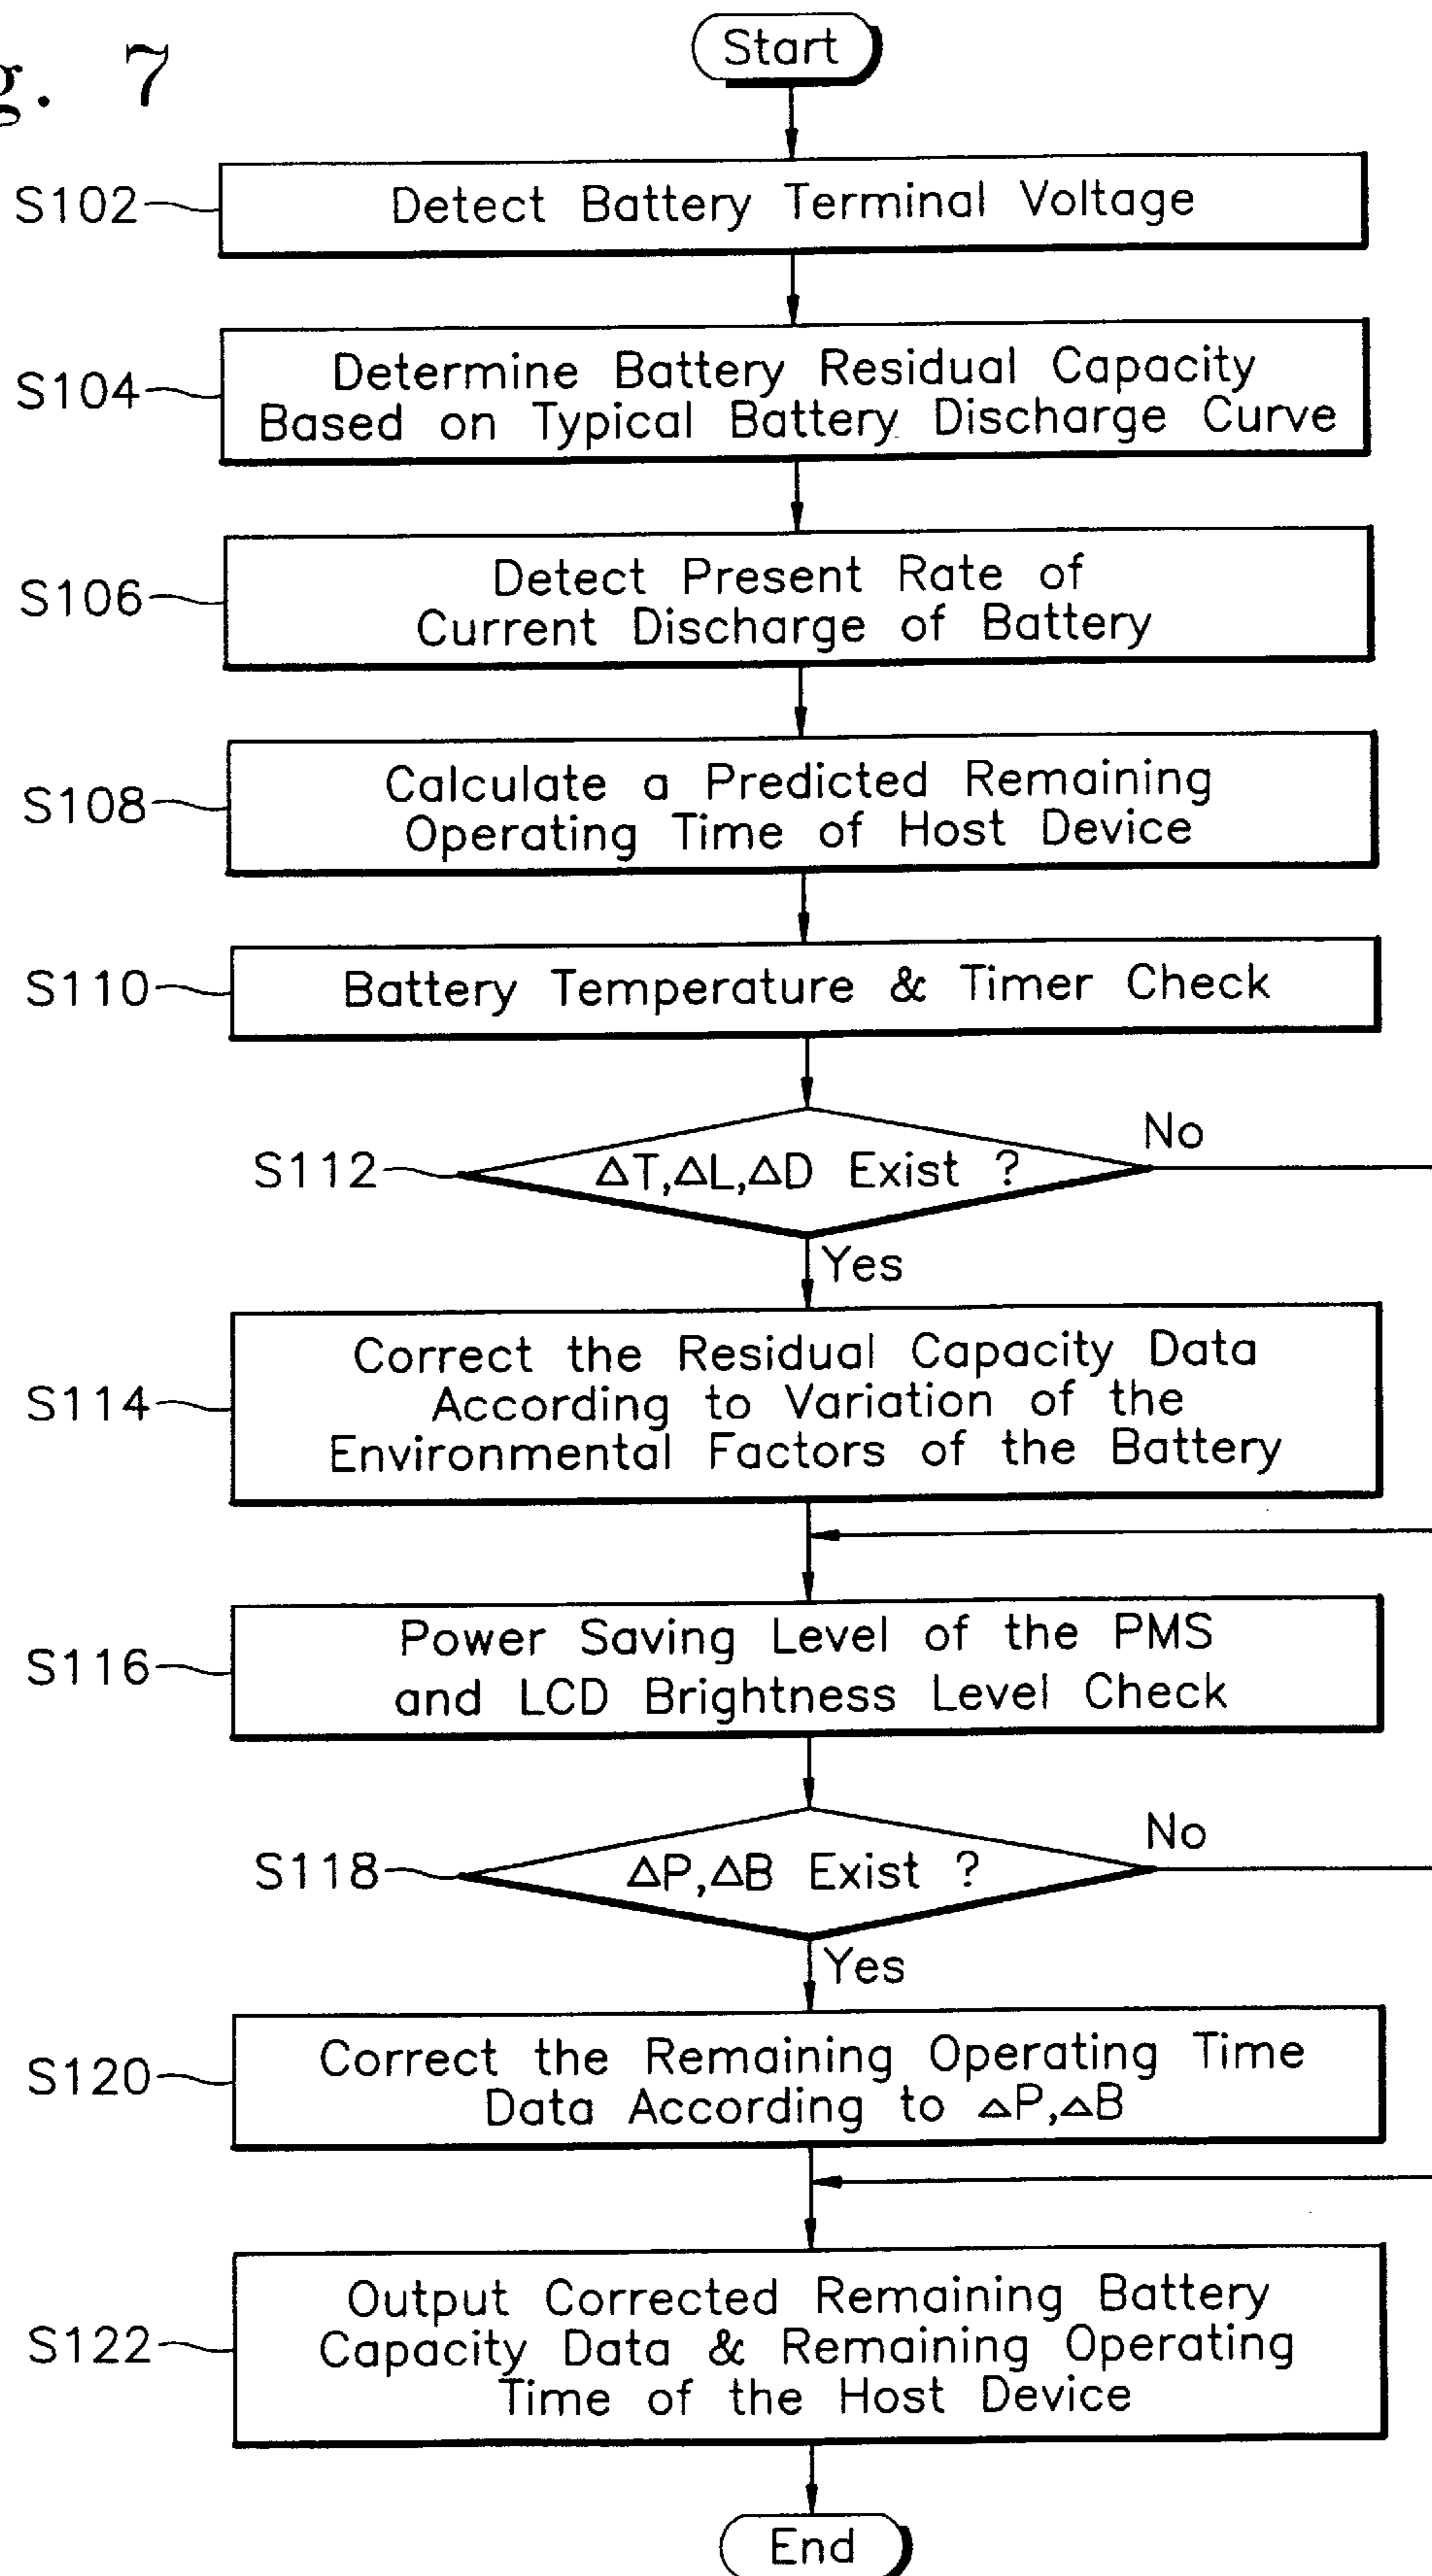 g. 7
Start
S102
Detect Battery Terminal Voltage
S104
Determine Battery Residual Capacity
Based on Typical Battery Discharge Curve
S106
Detect Present Rate of
Current Discharge of Battery
S108
Calculate a Predicted Remaining
Operating Time of Host Device
S110
Battery Temperature & Timer Check
S112
ΔT,ΔL,ΔD Exist ?
No
Yes
S114
Correct the Residual Capacity Data
According to Variation of the
Environmental Factors of the Battery
S116
Power Saving Level of the PMS
and LCD Brightness Level Check
S118
ΔP,ΔB Exist ?
No
Yes
S120
Correct the Remaining Operating Time
Data According to ΔP,ΔB
S122
Output Corrected Remaining Battery
Capacity Data & Remaining Operating
Time of the Host Device
End